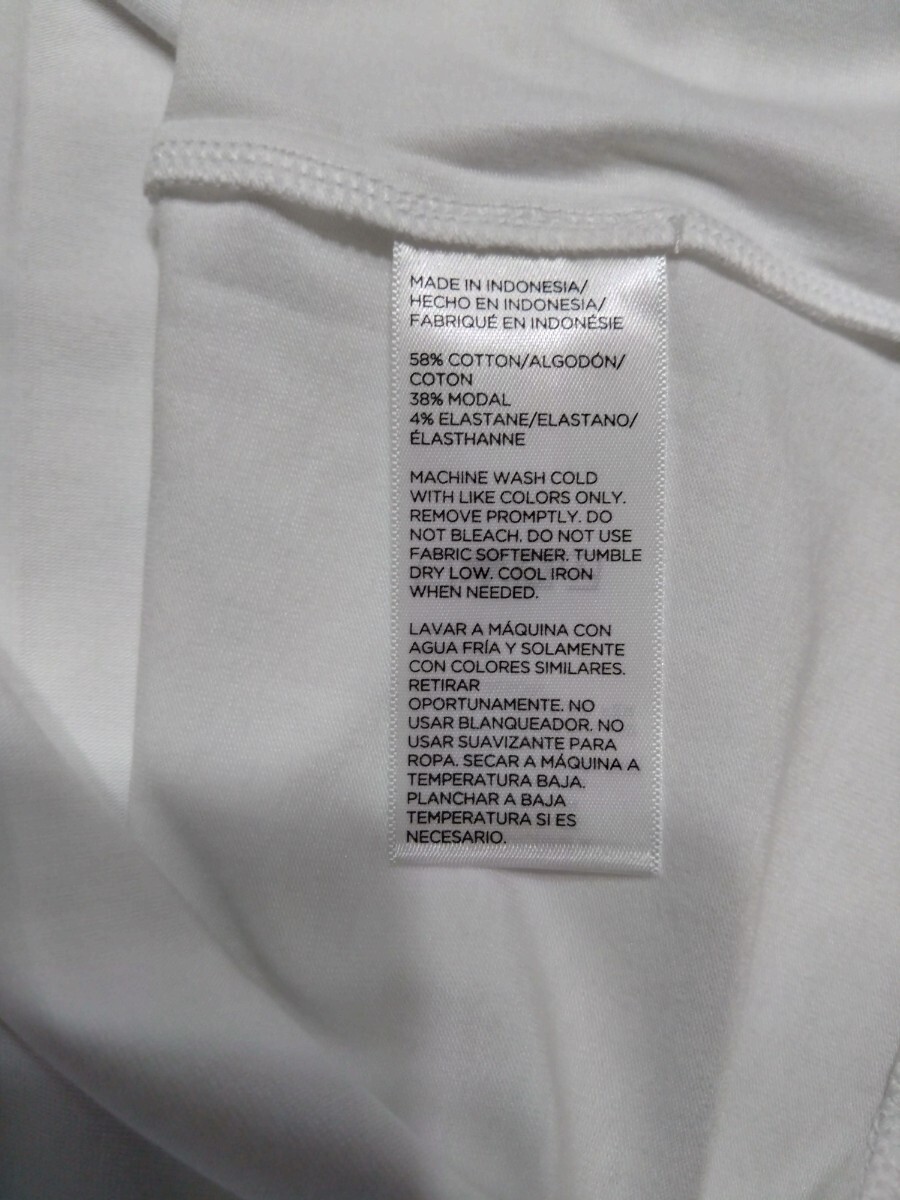 MADE IN INDONESIA/
HECHO EN INDONESIA/
FABRIQUÉ EN INDONÉSIE
58% COTTON/ALGODÓN/
COTON
38% MODAL
4% ELASTANE/ELASTANO/
ÉLASTHANNE
MACHINE WASH COLD
WITH LIKE COLORS ONLY.
REMOVE PROMPTLY. DO
NOT BLEACH. DO NOT USE
FABRIC SOFTENER. TUMBLE
DRY LOW. COOL IRON
WHEN NEEDED.
LAVAR A MÁQUINA CON
AGUA FRÍA Y SOLAMENTE
CON COLORES SIMILARES.
RETIRAR
OPORTUNAMENTE. NO
USAR BLANQUEADOR. NO
USAR SUAVIZANTE PARA
ROPA. SECAR A MÁQUINA A
TEMPERATURA BAJA.
PLANCHAR A BAJA
TEMPERATURA SI ES
NECESARIO.